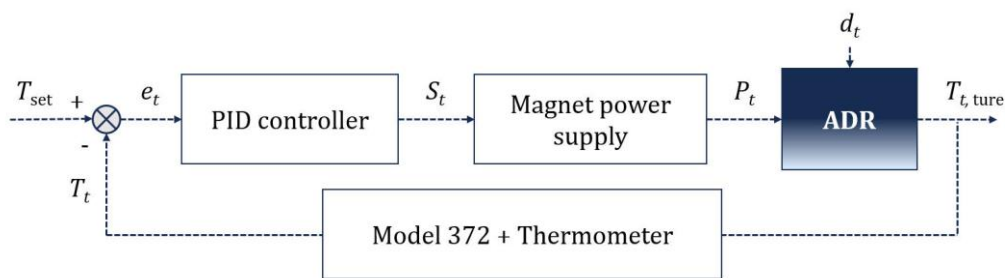 d_t
T_set + e_t PID controller S_t Magnet power supply P_t ADR T_t, ture
-
T_t
Model 372 + Thermometer